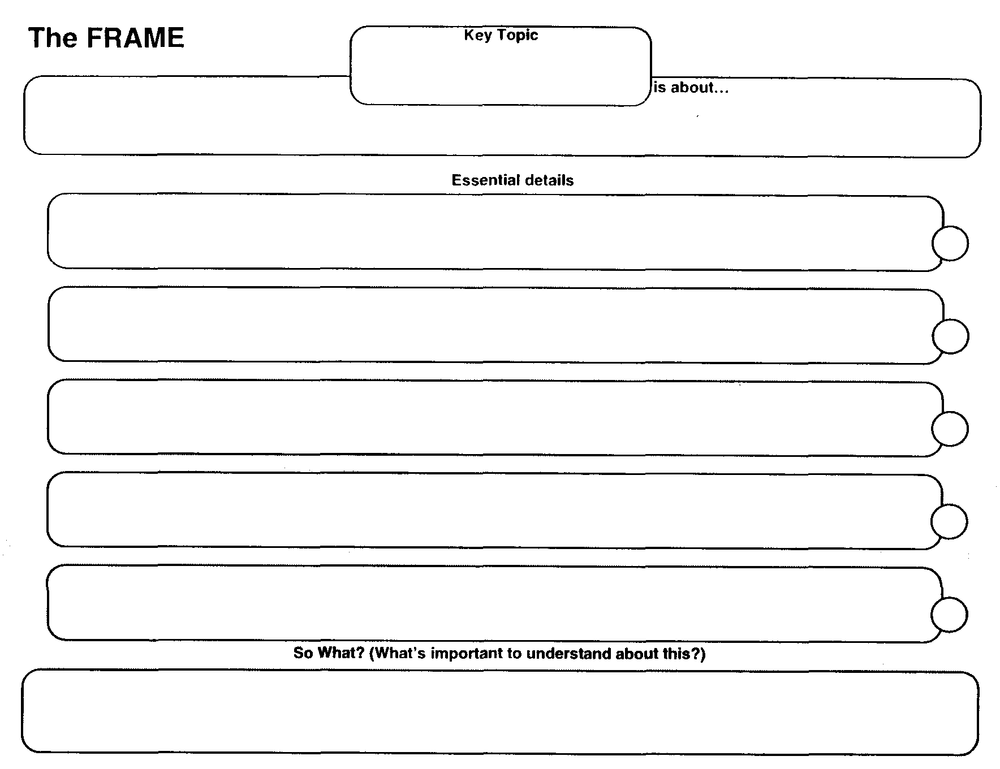 The FRAME
Key Topic
is about...
Essential details
So What? (What's important to understand about this?)